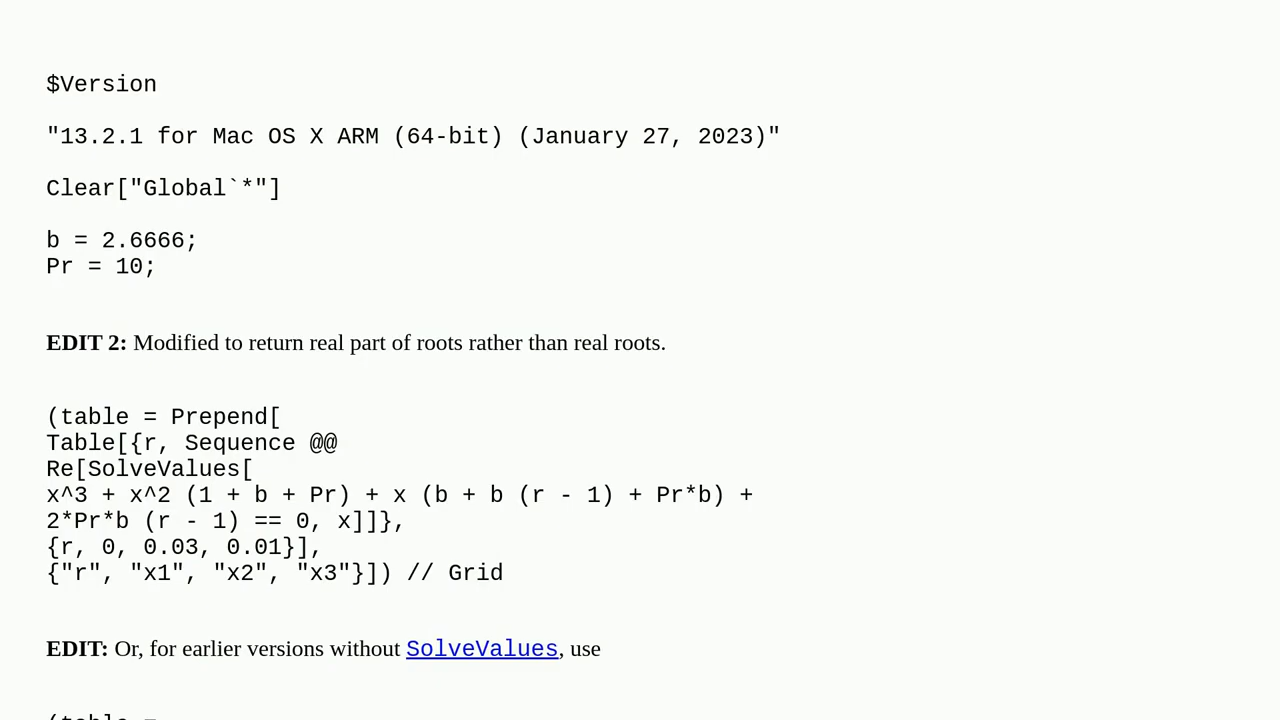 $Version
"13.2.1 for Mac OS X ARM (64-bit) (January 27, 2023)"
Clear["Global`*"]
b = 2.6666;
Pr = 10;
EDIT 2: Modified to return real part of roots rather than real roots.
(table = Prepend[
Table[{r, Sequence @@
Re[SolveValues[
x^3 + x^2 (1 + b + Pr) + x (b + b (r - 1) + Pr*b) +
2*Pr*b (r - 1) == 0, x]]},
{r, 0, 0.03, 0.01}],
{"r", "x1", "x2", "x3"}]) // Grid
EDIT: Or, for earlier versions without SolveValues, use
(table =